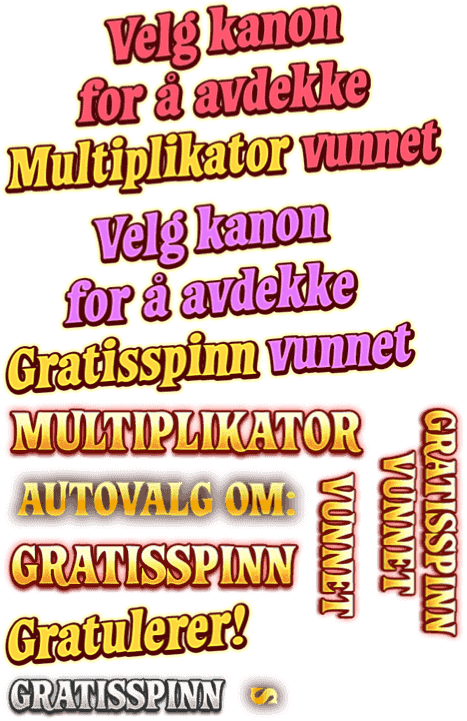 Velg kanon
for å avdekke
Multiplikator vunnet
Velg kanon
for å avdekke
Gratisspinn vunnet
MULTIPLIKATOR
AUTOVALG OM:
GRATISSPINN
Gratulerer!
GRATISSPINN
S
VUNNET
GRATISSPINN
VUNNET